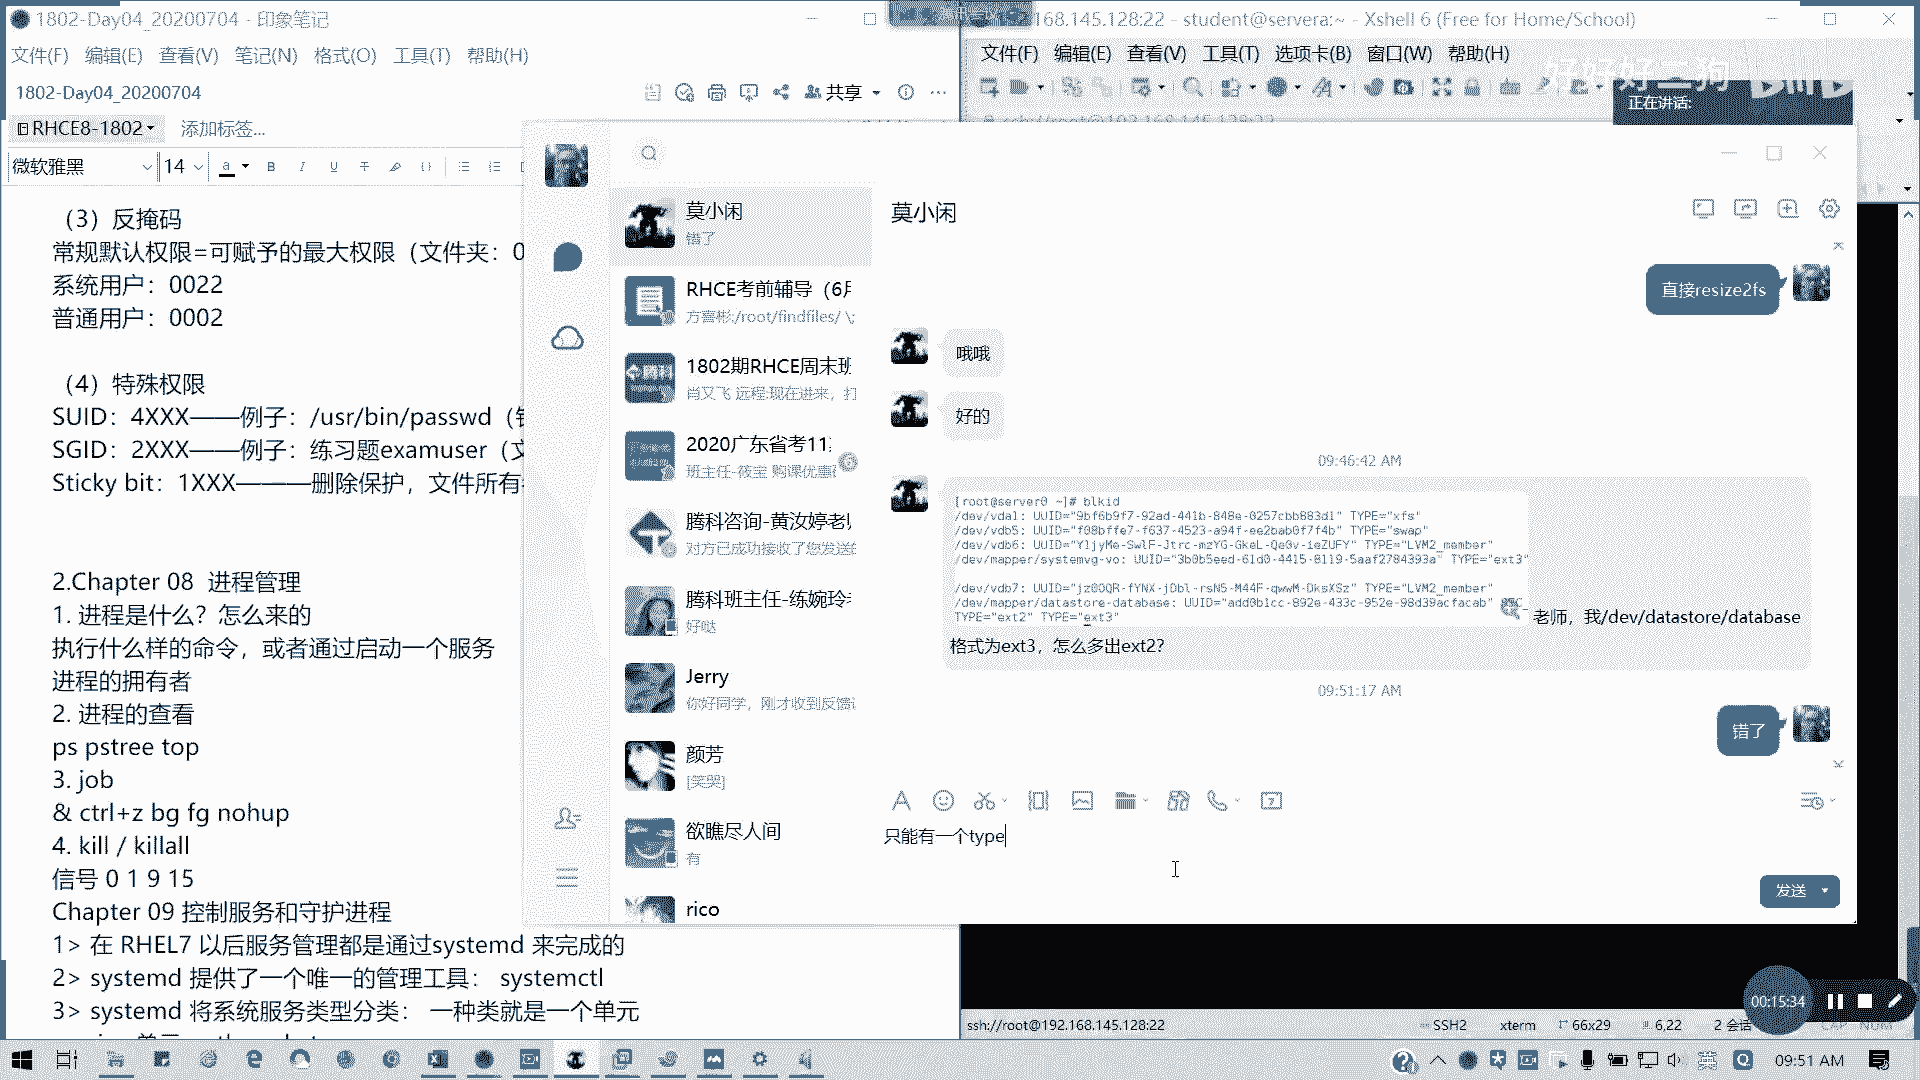 1802-Day04_20200704 - 印象笔记
文件(F) 编辑(E) 查看(V) 笔记(N) 格式(O) 工具(T) 帮助(H)
1802-Day04_20200704
共享
RHCE8-1802 添加标签...
微软雅黑 14
（3）反掩码
常规默认权限=可赋予的最大权限（文件夹：0
系统用户：0022
普通用户：0002
（4）特殊权限
SUID：4XXX——例子：/usr/bin/passwd（
SGID：2XXX——例子：练习题examuser（
Sticky bit：1XXX———删除保护，文件所有
2.Chapter 08 进程管理
1. 进程是什么？怎么来的
执行什么样的命令，或者通过启动一个服务
进程的拥有者
2. 进程的查看
ps pstree top
3. job
& ctrl+z bg fg nohup
4. kill / killall
信号 0 1 9 15
Chapter 09 控制服务和守护进程
1> 在 RHEL7 以后服务管理都是通过systemd 来完成的
2> systemd 提供了一个唯一的管理工具： systemctl
3> systemd 将系统服务类型分类： 一种类就是一个单元
168.145.128:22 - student@servera:~ - Xshell 6 (Free for Home/School)
文件(F) 编辑(E) 查看(V) 工具(T) 选项卡(B) 窗口(W) 帮助(H)
好好好二狗
正在讲话:
ssh://root@192.168.145.128:22
莫小闲
错了
RHCE考前辅导（6月
方喜彬:/root/findfiles/ \;
1802期RHCE周末班
肖又飞 远程:现在进来，打
2020广东省考11
班主任-筱宝 购课优惠
腾科咨询-黄汝婷老师
对方已成功接收了您发送的
腾科班主任-练婉玲老
好哒
Jerry
你好同学，刚才收到反馈
颜芳
[笑哭]
欲瞧尽人间
有
rico
莫小闲
直接resize2fs
哦哦
好的
09:46:42 AM
[root@server0 ~]# blkid
/dev/vda1: UUID="9bf6b9f7-92ad-441b-848e-0257cbb883d1" TYPE="xfs"
/dev/vdb5: UUID="f08bffe7-f637-4523-a94f-ee2bab0f7f4b" TYPE="swap"
/dev/vdb6: UUID="YljyMe-SwlF-Jtrc-mzYG-GkeL-Qe0v-ieZUFY" TYPE="LVM2_member"
/dev/mapper/systemvg-vo: UUID="3b0b5eed-61d0-4415-8119-5aaf2784393a" TYPE="ext3"
/dev/vdb7: UUID="jz0OQR-fYNX-jDbl-rsN5-M44F-qwwM-DksXSz" TYPE="LVM2_member"
/dev/mapper/datastore-database: UUID="add0b1cc-892e-433c-952e-98d39acfacab"
TYPE="ext2" TYPE="ext3"
老师，我/dev/datastore/database
格式为ext3，怎么多出ext2？
09:51:17 AM
错了
只能有一个type
发送
00:15:34
ssh://root@192.168.145.128:22 SSH2 xterm 66x29 6,22 2 会话 CAP NUM
英 09:51 AM